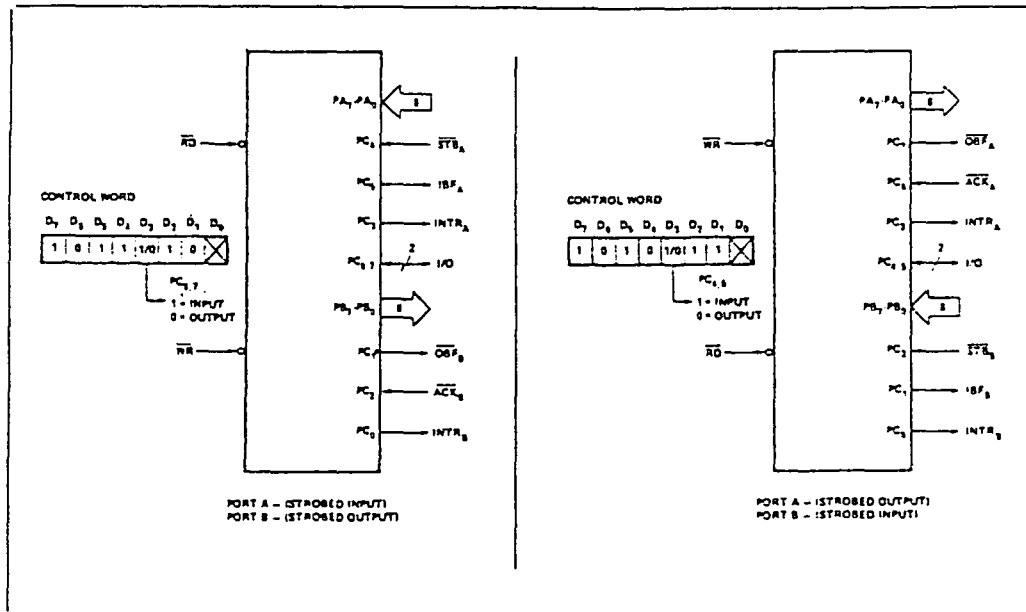 PA7-PA0
8
RD
PC4
STBA
PC5
IBFA
CONTROL WORD
D7 D6 D5 D4 D3 D2 D1 D0
1 0 1 1 1/0 1 0 X
PC3
INTRA
PC6,7
2
I/O
PC6,7
1 = INPUT
0 = OUTPUT
PB7-PB0
8
WR
PC1
OBFB
PC2
ACKB
PC0
INTRB
PORT A - (STROBED INPUT)
PORT B - (STROBED OUTPUT)
PA7-PA0
8
WR
PC7
OBFA
PC6
ACKA
CONTROL WORD
D7 D6 D5 D4 D3 D2 D1 D0
1 0 1 0 1/0 1 1 X
PC3
INTRA
PC4,5
2
I/O
PC4,5
1 = INPUT
0 = OUTPUT
PB7-PB0
8
RD
PC2
STBB
PC1
IBFB
PC0
INTRB
PORT A - (STROBED OUTPUT)
PORT B - (STROBED INPUT)